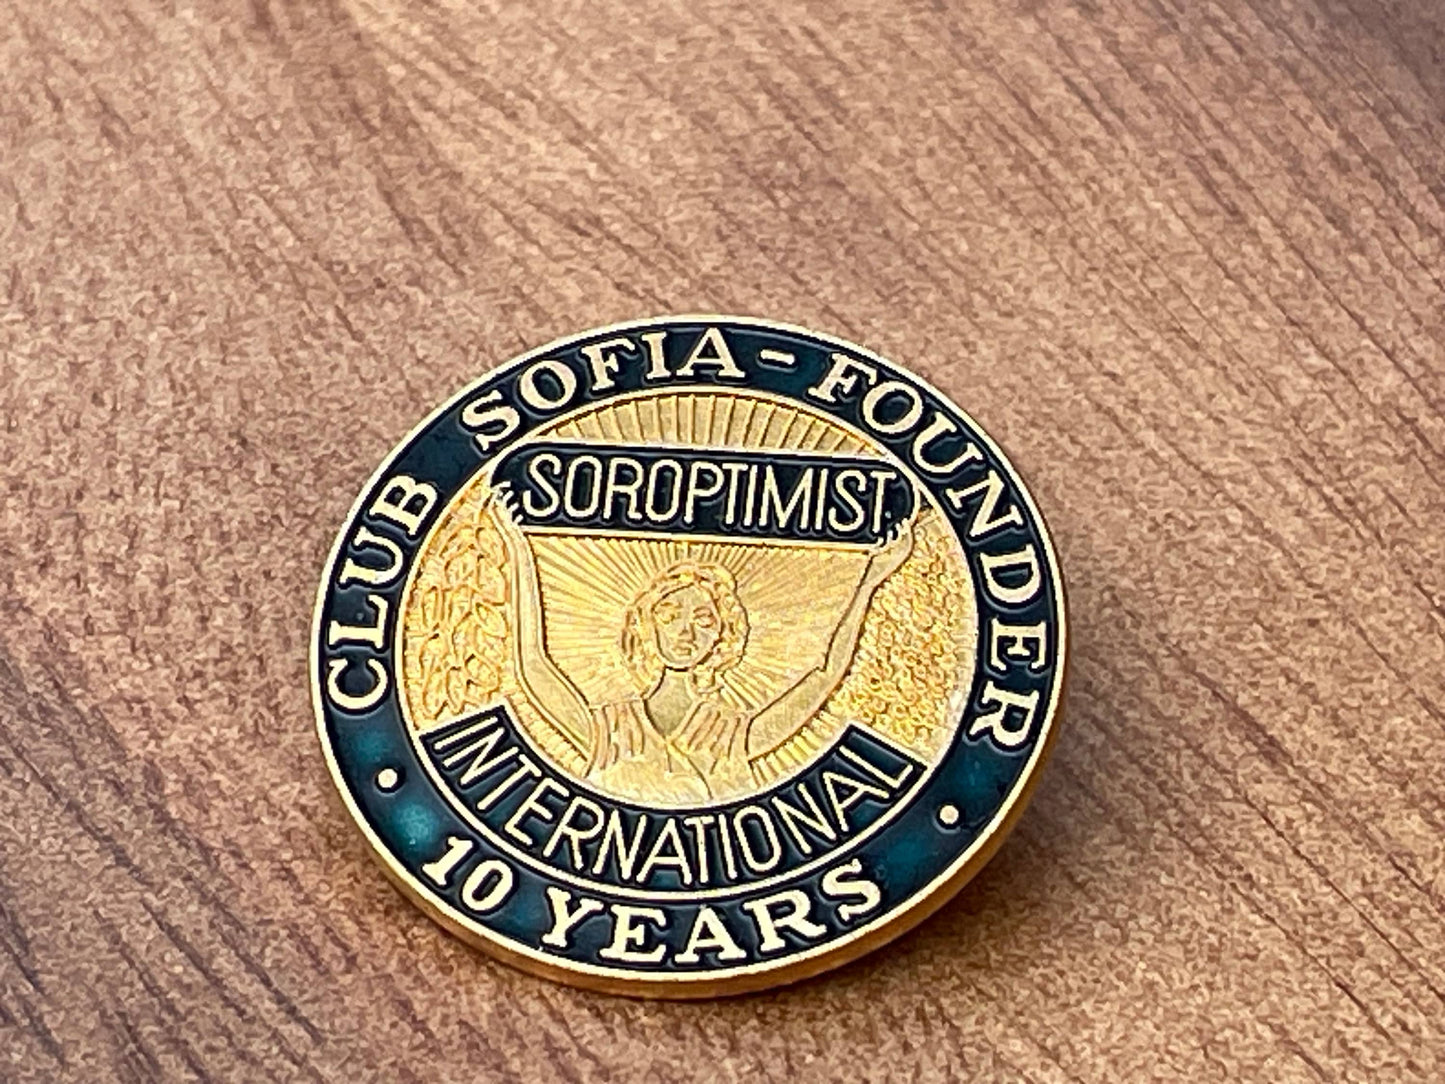 CLUB SOFIA - FOUNDER
SOROPTIMIST
INTERNATIONAL
10 YEARS